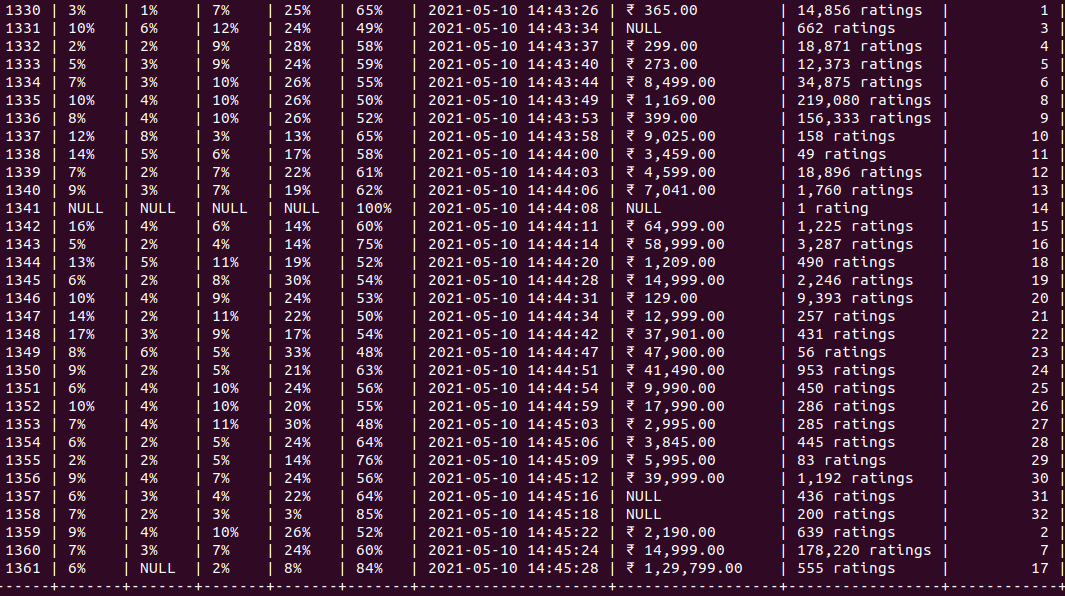 1330 | 3% | 1% | 7% | 25% | 65% | 2021-05-10 14:43:26 | ₹ 365.00 | 14,856 ratings | 1 |
1331 | 10% | 6% | 12% | 24% | 49% | 2021-05-10 14:43:34 | NULL | 662 ratings | 3 |
1332 | 2% | 2% | 9% | 28% | 58% | 2021-05-10 14:43:37 | ₹ 299.00 | 18,871 ratings | 4 |
1333 | 5% | 3% | 9% | 24% | 59% | 2021-05-10 14:43:40 | ₹ 273.00 | 12,373 ratings | 5 |
1334 | 7% | 3% | 10% | 26% | 55% | 2021-05-10 14:43:44 | ₹ 8,499.00 | 34,875 ratings | 6 |
1335 | 10% | 4% | 10% | 26% | 50% | 2021-05-10 14:43:49 | ₹ 1,169.00 | 219,080 ratings | 8 |
1336 | 8% | 4% | 10% | 26% | 52% | 2021-05-10 14:43:53 | ₹ 399.00 | 156,333 ratings | 9 |
1337 | 12% | 8% | 3% | 13% | 65% | 2021-05-10 14:43:58 | ₹ 9,025.00 | 158 ratings | 10 |
1338 | 14% | 5% | 6% | 17% | 58% | 2021-05-10 14:44:00 | ₹ 3,459.00 | 49 ratings | 11 |
1339 | 7% | 2% | 7% | 22% | 61% | 2021-05-10 14:44:03 | ₹ 4,599.00 | 18,896 ratings | 12 |
1340 | 9% | 3% | 7% | 19% | 62% | 2021-05-10 14:44:06 | ₹ 7,041.00 | 1,760 ratings | 13 |
1341 | NULL | NULL | NULL | NULL | 100% | 2021-05-10 14:44:08 | NULL | 1 rating | 14 |
1342 | 16% | 4% | 6% | 14% | 60% | 2021-05-10 14:44:11 | ₹ 64,999.00 | 1,225 ratings | 15 |
1343 | 5% | 2% | 4% | 14% | 75% | 2021-05-10 14:44:14 | ₹ 58,999.00 | 3,287 ratings | 16 |
1344 | 13% | 5% | 11% | 19% | 52% | 2021-05-10 14:44:20 | ₹ 1,209.00 | 490 ratings | 18 |
1345 | 6% | 2% | 8% | 30% | 54% | 2021-05-10 14:44:28 | ₹ 14,999.00 | 2,246 ratings | 19 |
1346 | 10% | 4% | 9% | 24% | 53% | 2021-05-10 14:44:31 | ₹ 129.00 | 9,393 ratings | 20 |
1347 | 14% | 2% | 11% | 22% | 50% | 2021-05-10 14:44:34 | ₹ 12,999.00 | 257 ratings | 21 |
1348 | 17% | 3% | 9% | 17% | 54% | 2021-05-10 14:44:42 | ₹ 37,901.00 | 431 ratings | 22 |
1349 | 8% | 6% | 5% | 33% | 48% | 2021-05-10 14:44:47 | ₹ 47,900.00 | 56 ratings | 23 |
1350 | 9% | 2% | 5% | 21% | 63% | 2021-05-10 14:44:51 | ₹ 41,490.00 | 953 ratings | 24 |
1351 | 6% | 4% | 10% | 24% | 56% | 2021-05-10 14:44:54 | ₹ 9,990.00 | 450 ratings | 25 |
1352 | 10% | 4% | 10% | 20% | 55% | 2021-05-10 14:44:59 | ₹ 17,990.00 | 286 ratings | 26 |
1353 | 7% | 4% | 11% | 30% | 48% | 2021-05-10 14:45:03 | ₹ 2,995.00 | 285 ratings | 27 |
1354 | 6% | 2% | 5% | 24% | 64% | 2021-05-10 14:45:06 | ₹ 3,845.00 | 445 ratings | 28 |
1355 | 2% | 2% | 5% | 14% | 76% | 2021-05-10 14:45:09 | ₹ 5,995.00 | 83 ratings | 29 |
1356 | 9% | 4% | 7% | 24% | 56% | 2021-05-10 14:45:12 | ₹ 39,999.00 | 1,192 ratings | 30 |
1357 | 6% | 3% | 4% | 22% | 64% | 2021-05-10 14:45:16 | NULL | 436 ratings | 31 |
1358 | 7% | 2% | 3% | 3% | 85% | 2021-05-10 14:45:18 | NULL | 200 ratings | 32 |
1359 | 9% | 4% | 10% | 26% | 52% | 2021-05-10 14:45:22 | ₹ 2,190.00 | 639 ratings | 2 |
1360 | 7% | 3% | 7% | 24% | 60% | 2021-05-10 14:45:24 | ₹ 14,999.00 | 178,220 ratings | 7 |
1361 | 6% | NULL | 2% | 8% | 84% | 2021-05-10 14:45:28 | ₹ 1,29,799.00 | 555 ratings | 17 |